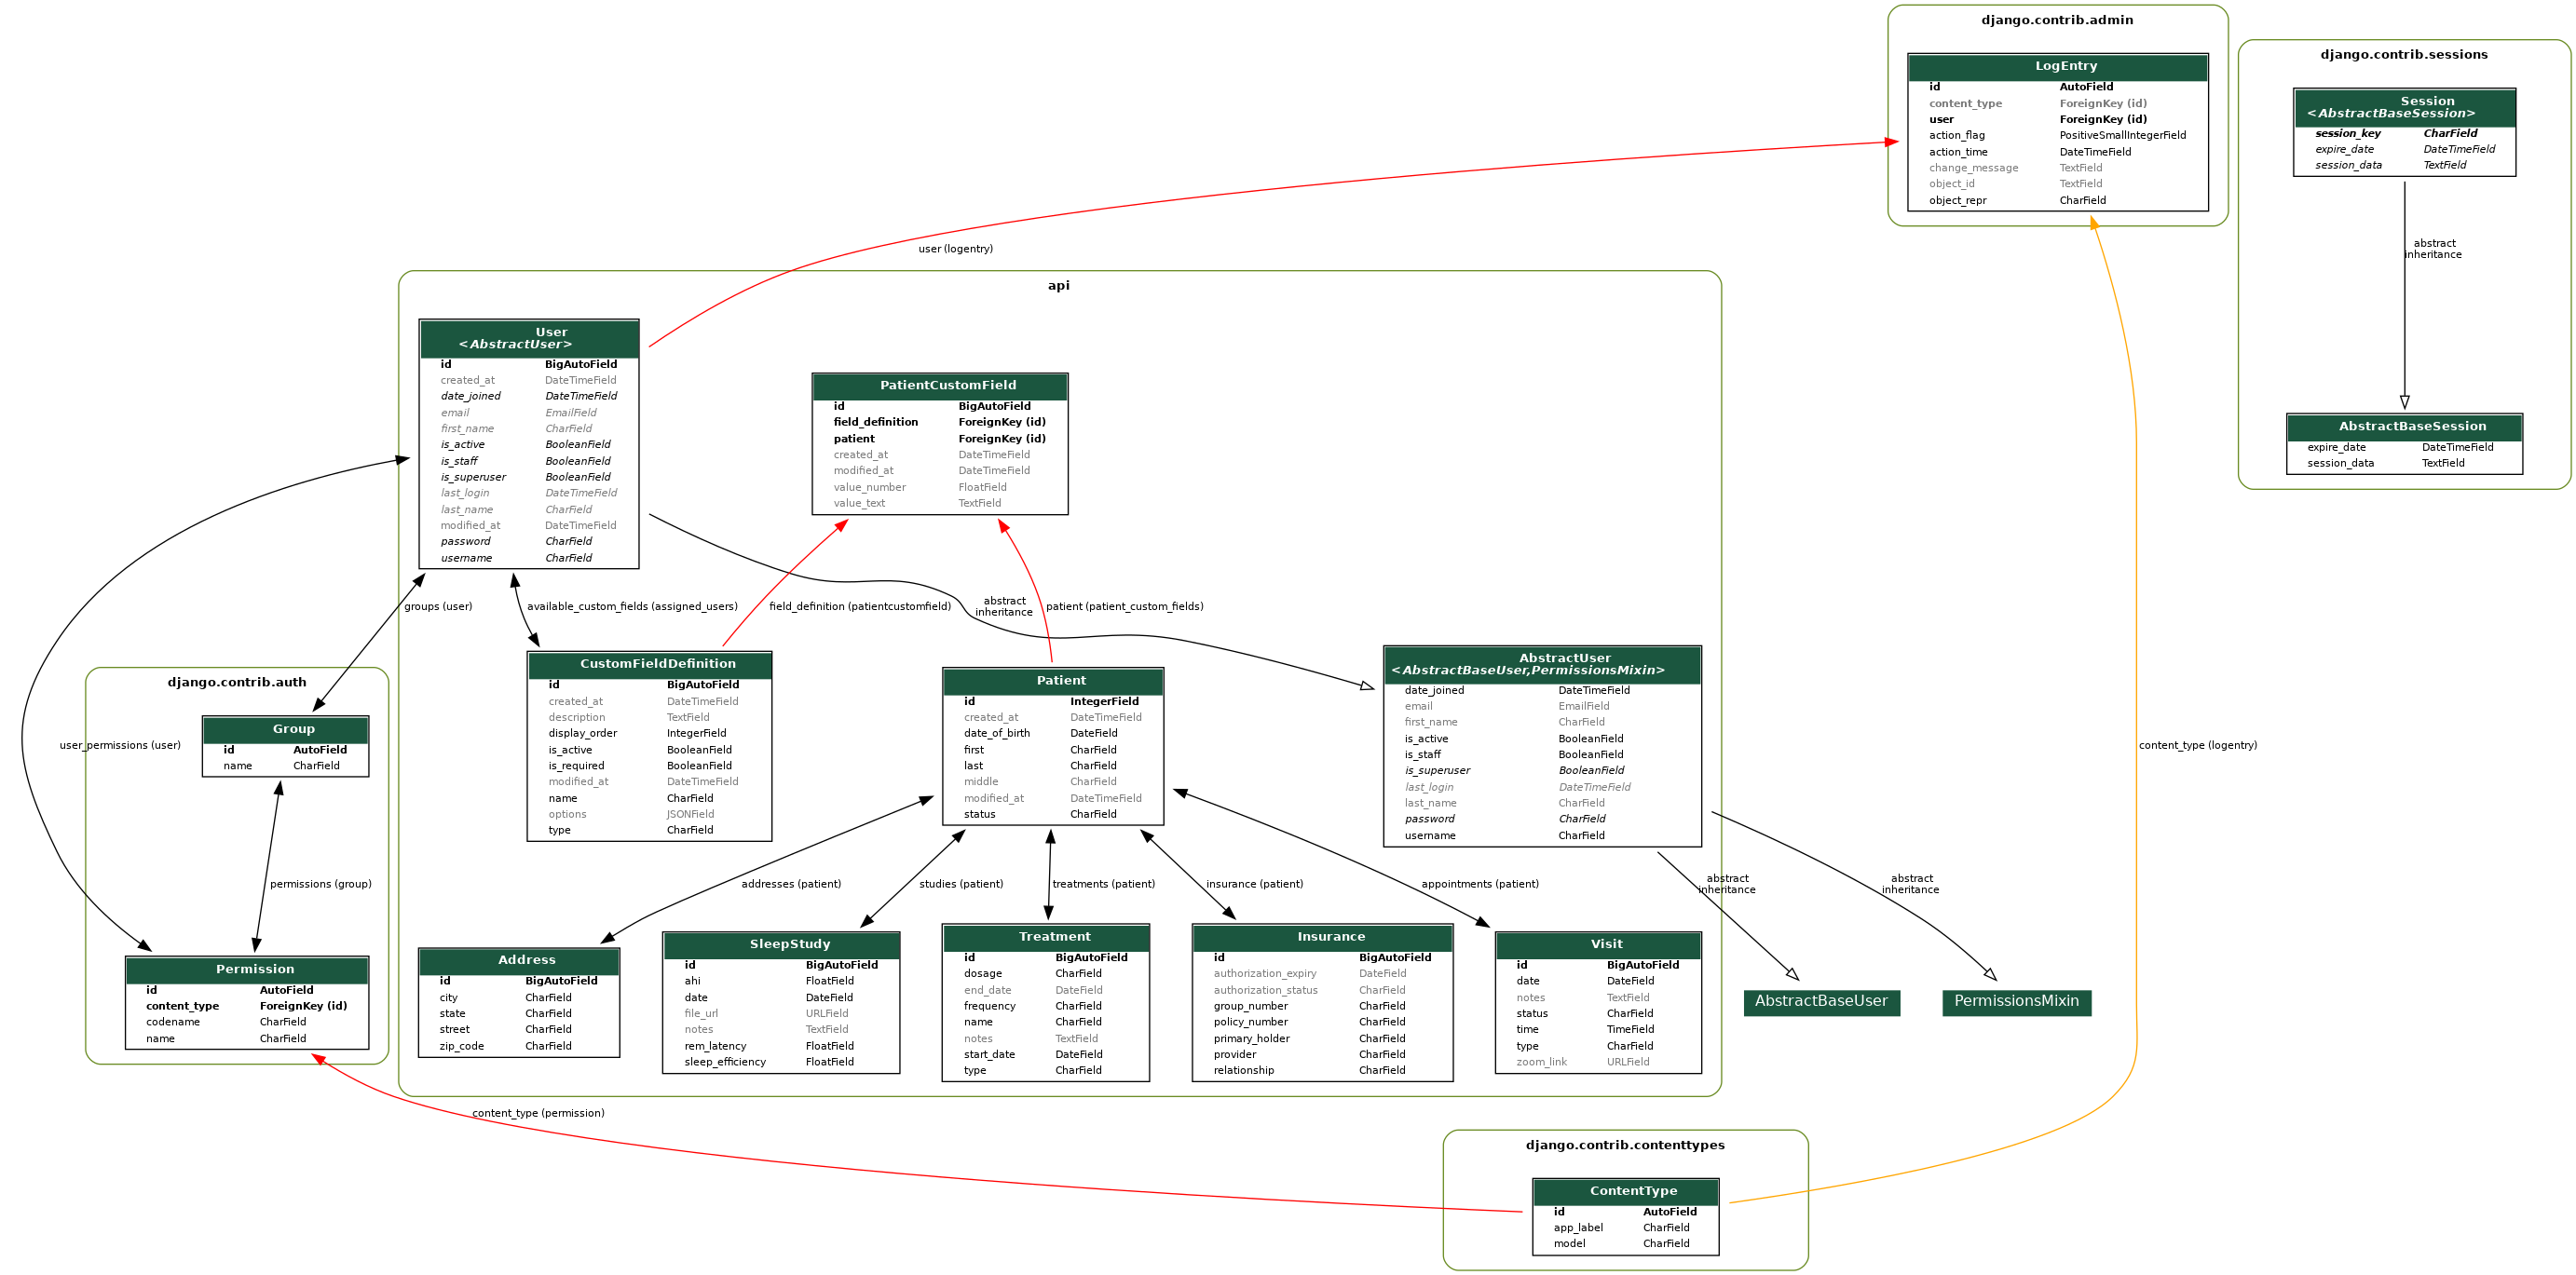 django.contrib.admin
LogEntry
id AutoField
content_type ForeignKey (id)
user ForeignKey (id)
action_flag PositiveSmallIntegerField
action_time DateTimeField
change_message TextField
object_id TextField
object_repr CharField
django.contrib.sessions
Session
<AbstractBaseSession>
session_key CharField
expire_date DateTimeField
session_data TextField
abstract
inheritance
AbstractBaseSession
expire_date DateTimeField
session_data TextField
user (logentry)
api
User
<AbstractUser>
id BigAutoField
created_at DateTimeField
date_joined DateTimeField
email EmailField
first_name CharField
is_active BooleanField
is_staff BooleanField
is_superuser BooleanField
last_login DateTimeField
last_name CharField
modified_at DateTimeField
password CharField
username CharField
PatientCustomField
id BigAutoField
field_definition ForeignKey (id)
patient ForeignKey (id)
created_at DateTimeField
modified_at DateTimeField
value_number FloatField
value_text TextField
groups (user)
available_custom_fields (assigned_users)
field_definition (patientcustomfield)
abstract
inheritance
patient (patient_custom_fields)
CustomFieldDefinition
id BigAutoField
created_at DateTimeField
description TextField
display_order IntegerField
is_active BooleanField
is_required BooleanField
modified_at DateTimeField
name CharField
options JSONField
type CharField
Patient
id IntegerField
created_at DateTimeField
date_of_birth DateField
first CharField
last CharField
middle CharField
modified_at DateTimeField
status CharField
AbstractUser
<AbstractBaseUser,PermissionsMixin>
date_joined DateTimeField
email EmailField
first_name CharField
is_active BooleanField
is_staff BooleanField
is_superuser BooleanField
last_login DateTimeField
last_name CharField
password CharField
username CharField
django.contrib.auth
Group
id AutoField
name CharField
user_permissions (user)
permissions (group)
Permission
id AutoField
content_type ForeignKey (id)
codename CharField
name CharField
content_type (logentry)
addresses (patient)
studies (patient)
treatments (patient)
insurance (patient)
appointments (patient)
abstract
inheritance
abstract
inheritance
Address
id BigAutoField
city CharField
state CharField
street CharField
zip_code CharField
SleepStudy
id BigAutoField
ahi FloatField
date DateField
file_url URLField
notes TextField
rem_latency FloatField
sleep_efficiency FloatField
Treatment
id BigAutoField
dosage CharField
end_date DateField
frequency CharField
name CharField
notes TextField
start_date DateField
type CharField
Insurance
id BigAutoField
authorization_expiry DateField
authorization_status CharField
group_number CharField
policy_number CharField
primary_holder CharField
provider CharField
relationship CharField
Visit
id BigAutoField
date DateField
notes TextField
status CharField
time TimeField
type CharField
zoom_link URLField
AbstractBaseUser
PermissionsMixin
content_type (permission)
django.contrib.contenttypes
ContentType
id AutoField
app_label CharField
model CharField